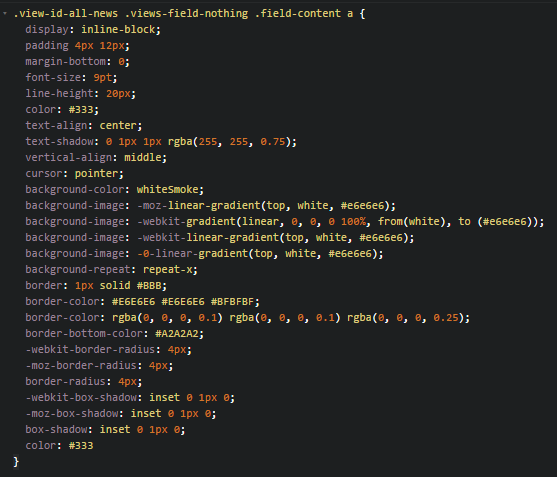 .view-id-all-news .views-field-nothing .field-content a {
display: inline-block;
padding 4px 12px;
margin-bottom: 0;
font-size: 9pt;
line-height: 20px;
color: #333;
text-align: center;
text-shadow: 0 1px 1px rgba(255, 255, 0.75);
vertical-align: middle;
cursor: pointer;
background-color: whiteSmoke;
background-image: -moz-linear-gradient(top, white, #e6e6e6);
background-image: -webkit-gradient(linear, 0, 0, 0 100%, from(white), to (#e6e6e6));
background-image: -webkit-linear-gradient(top, white, #e6e6e6);
background-image: -0-linear-gradient(top, white, #e6e6e6);
background-repeat: repeat-x;
border: 1px solid #BBB;
border-color: #E6E6E6 #E6E6E6 #BFBFBF;
border-color: rgba(0, 0, 0, 0.1) rgba(0, 0, 0, 0.1) rgba(0, 0, 0, 0.25);
border-bottom-color: #A2A2A2;
-webkit-border-radius: 4px;
-moz-border-radius: 4px;
border-radius: 4px;
-webkit-box-shadow: inset 0 1px 0;
-moz-box-shadow: inset 0 1px 0;
box-shadow: inset 0 1px 0;
color: #333
}